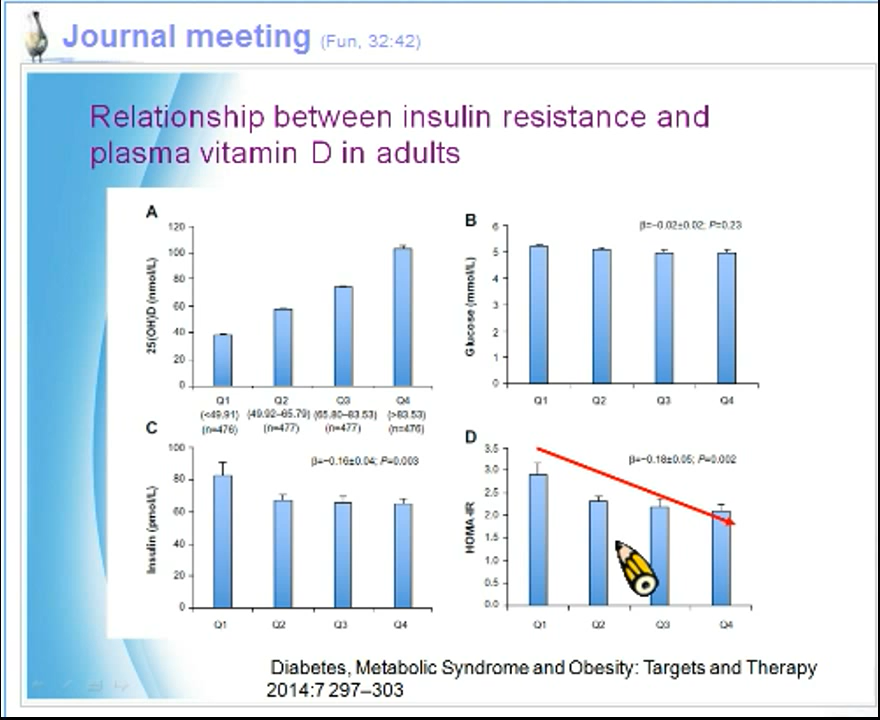 Journal meeting (Fun, 32:42)
Relationship between insulin resistance and
plasma vitamin D in adults
A
120
100
80
60
40
20
0
25(OH)D (nmol/L)
Q1 Q2 Q3 Q4
(<49.91) (49.92–65.79) (65.80–83.53) (>83.53)
(n=476) (n=477) (n=477) (n=476)
B
β=−0.02±0.02; P=0.23
6
5
4
3
2
1
0
Glucose (mmol/L)
Q1 Q2 Q3 Q4
C
β=−0.16±0.04; P=0.003
100
80
60
40
20
0
Insulin (pmol/L)
Q1 Q2 Q3 Q4
D
β=−0.18±0.05; P=0.002
3.5
3.0
2.5
2.0
1.5
1.0
0.5
0.0
HOMA-IR
Q1 Q2 Q3 Q4
Diabetes, Metabolic Syndrome and Obesity: Targets and Therapy
2014:7 297–303